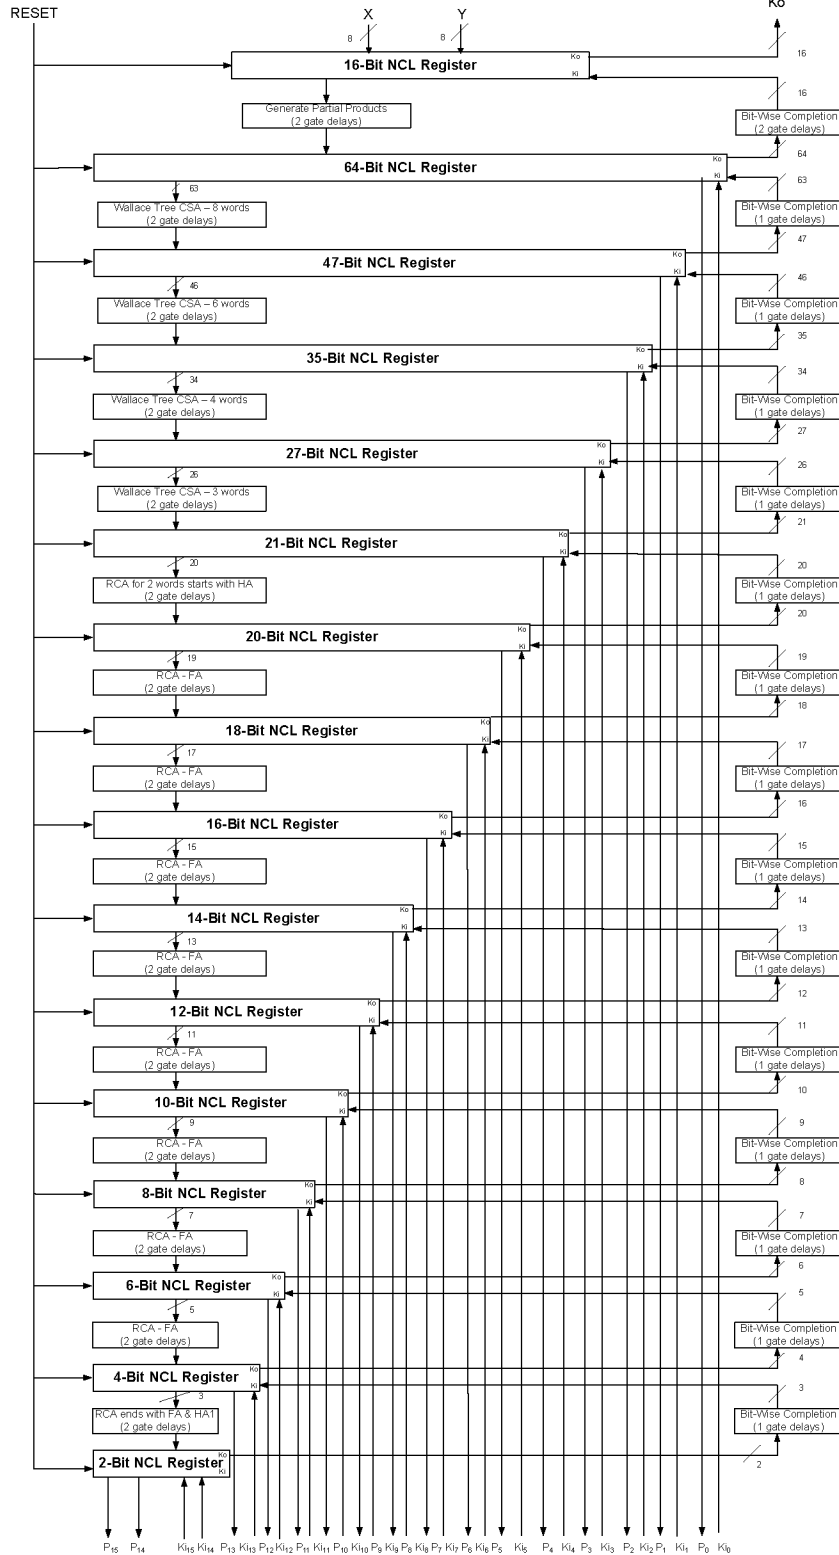 RESET
X
Y
Ko
8
8
16
16-Bit NCL Register
Ko
Ki
16
Generate Partial Products
(2 gate delays)
Bit-Wise Completion
(2 gate delays)
64
64-Bit NCL Register
Ko
Ki
63
63
Wallace Tree CSA – 8 words
(2 gate delays)
Bit-Wise Completion
(1 gate delays)
47
47-Bit NCL Register
Ko
Ki
46
46
Wallace Tree CSA – 6 words
(2 gate delays)
Bit-Wise Completion
(1 gate delays)
35
35-Bit NCL Register
Ko
Ki
34
34
Wallace Tree CSA – 4 words
(2 gate delays)
Bit-Wise Completion
(1 gate delays)
27
27-Bit NCL Register
Ko
Ki
26
26
Wallace Tree CSA – 3 words
(2 gate delays)
Bit-Wise Completion
(1 gate delays)
21
21-Bit NCL Register
Ko
Ki
20
20
RCA for 2 words starts with HA
(2 gate delays)
Bit-Wise Completion
(1 gate delays)
20
20-Bit NCL Register
Ko
Ki
19
19
RCA - FA
(2 gate delays)
Bit-Wise Completion
(1 gate delays)
18
18-Bit NCL Register
Ko
Ki
17
17
RCA - FA
(2 gate delays)
Bit-Wise Completion
(1 gate delays)
16
16-Bit NCL Register
Ko
Ki
15
15
RCA - FA
(2 gate delays)
Bit-Wise Completion
(1 gate delays)
14
14-Bit NCL Register
Ko
Ki
13
13
RCA - FA
(2 gate delays)
Bit-Wise Completion
(1 gate delays)
12
12-Bit NCL Register
Ko
Ki
11
11
RCA - FA
(2 gate delays)
Bit-Wise Completion
(1 gate delays)
10
10-Bit NCL Register
Ko
Ki
9
9
RCA - FA
(2 gate delays)
Bit-Wise Completion
(1 gate delays)
8
8-Bit NCL Register
Ko
Ki
7
7
RCA - FA
(2 gate delays)
Bit-Wise Completion
(1 gate delays)
6
6-Bit NCL Register
Ko
Ki
5
5
RCA - FA
(2 gate delays)
Bit-Wise Completion
(1 gate delays)
4
4-Bit NCL Register
Ko
Ki
3
3
RCA ends with FA & HA1
(2 gate delays)
Bit-Wise Completion
(1 gate delays)
2
2-Bit NCL Register
Ko
Ki
P15 P14 Ki15 Ki14 P13 Ki13 P12 Ki12 P11 Ki11 P10 Ki10 P9 Ki9 P8 Ki8 P7 Ki7 P6 Ki6 P5 Ki5 P4 Ki4 P3 Ki3 P2 Ki2 P1 Ki1 P0 Ki0